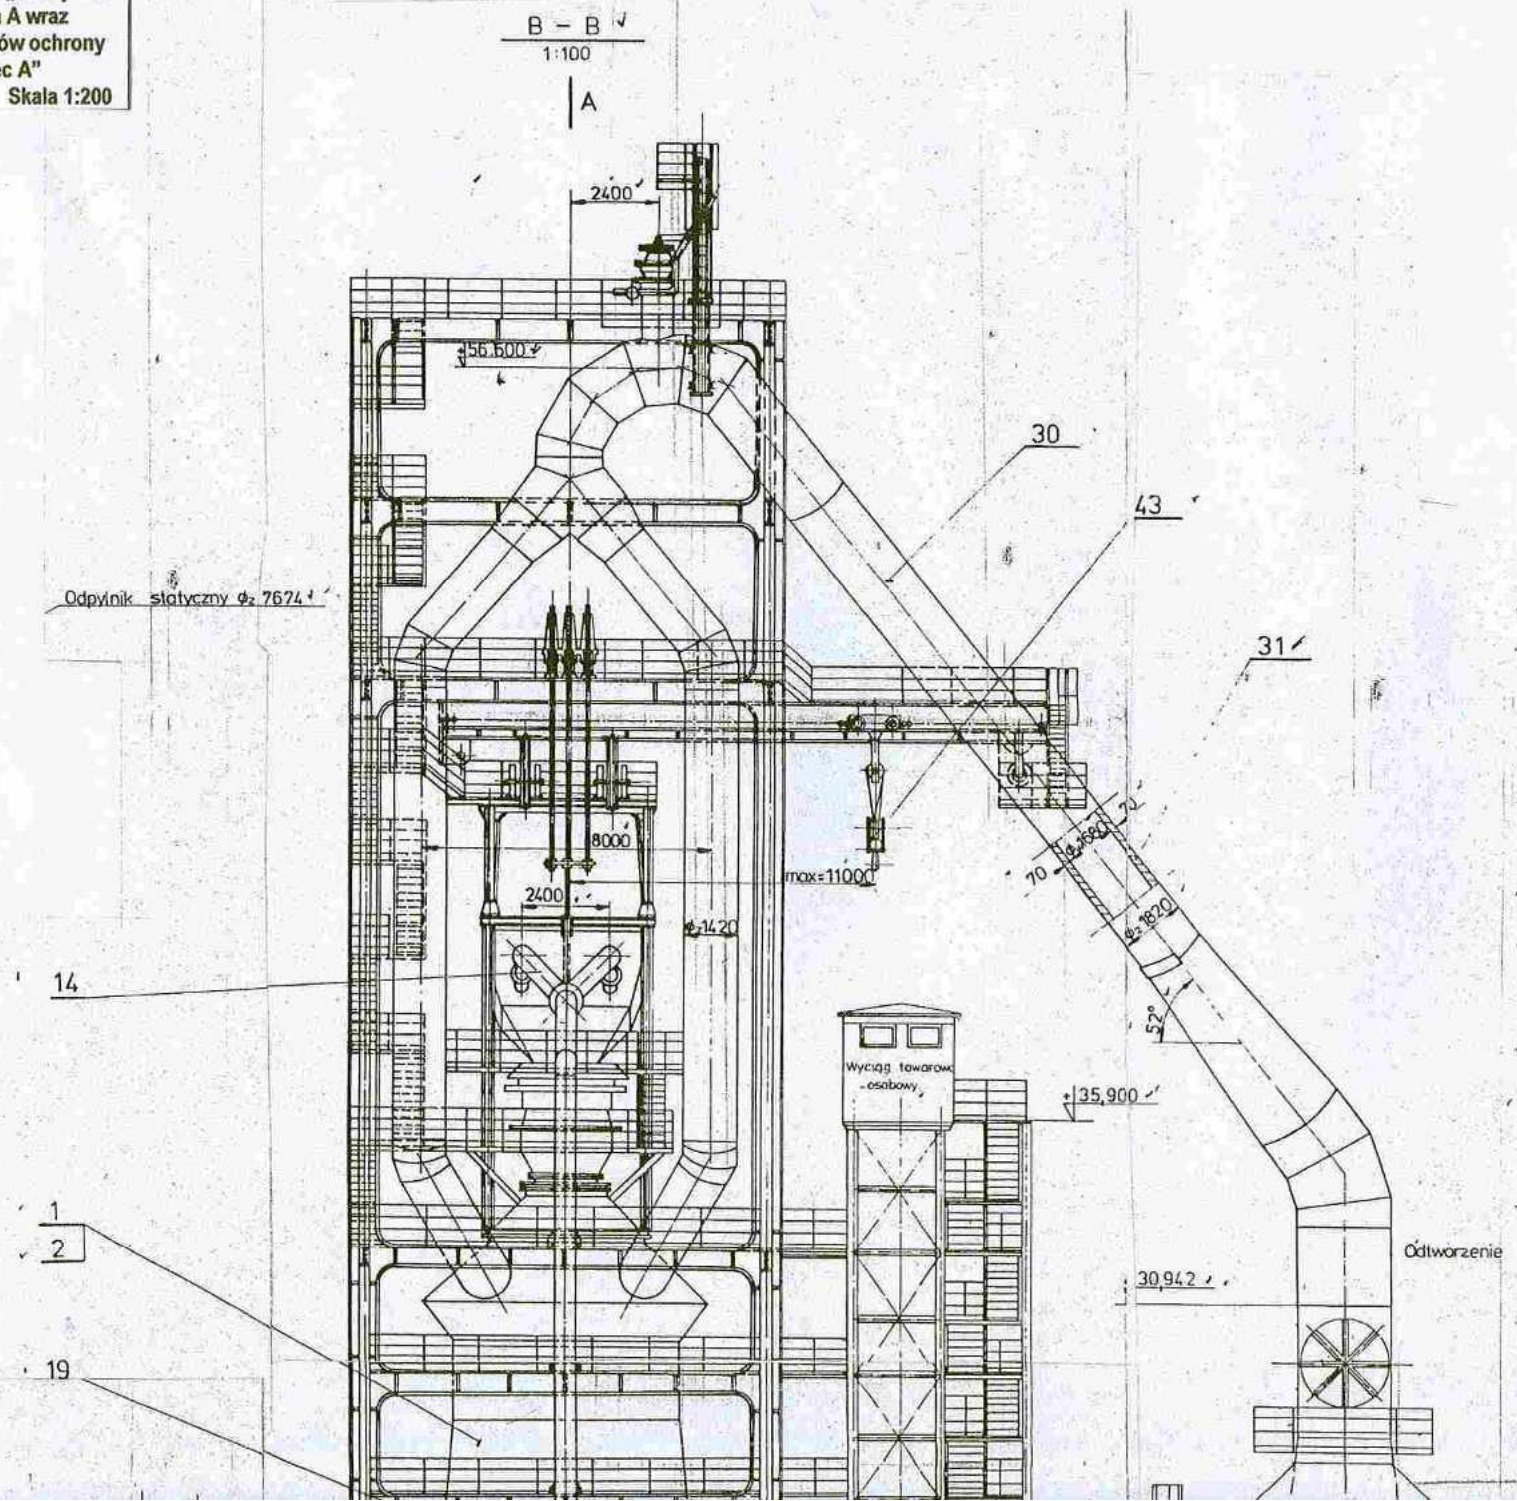 A wraz
ów ochrony
c A”
Skala 1:200
B – B
1:100
A
2400
+56.600
30
43
Odpylnik statyczny φz 7674
31
8000
max=11000
2400
φz 1420
70
φz 1820
14
52°
Wyciąg towarowo
osobowy
+35,900
1
2
Odtworzenie
30,942
19